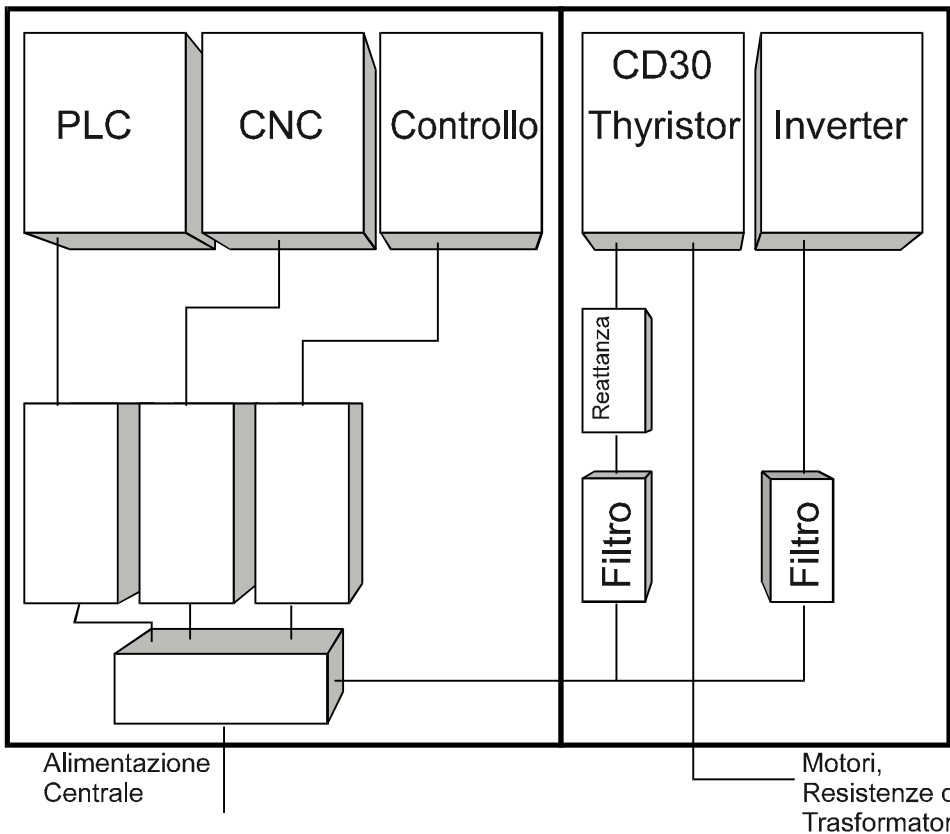 PLC
CNC
Controllo
CD30
Thyristor
Inverter
Reattanza
Filtro
Filtro
Alimentazione
Centrale
Motori,
Resistenze